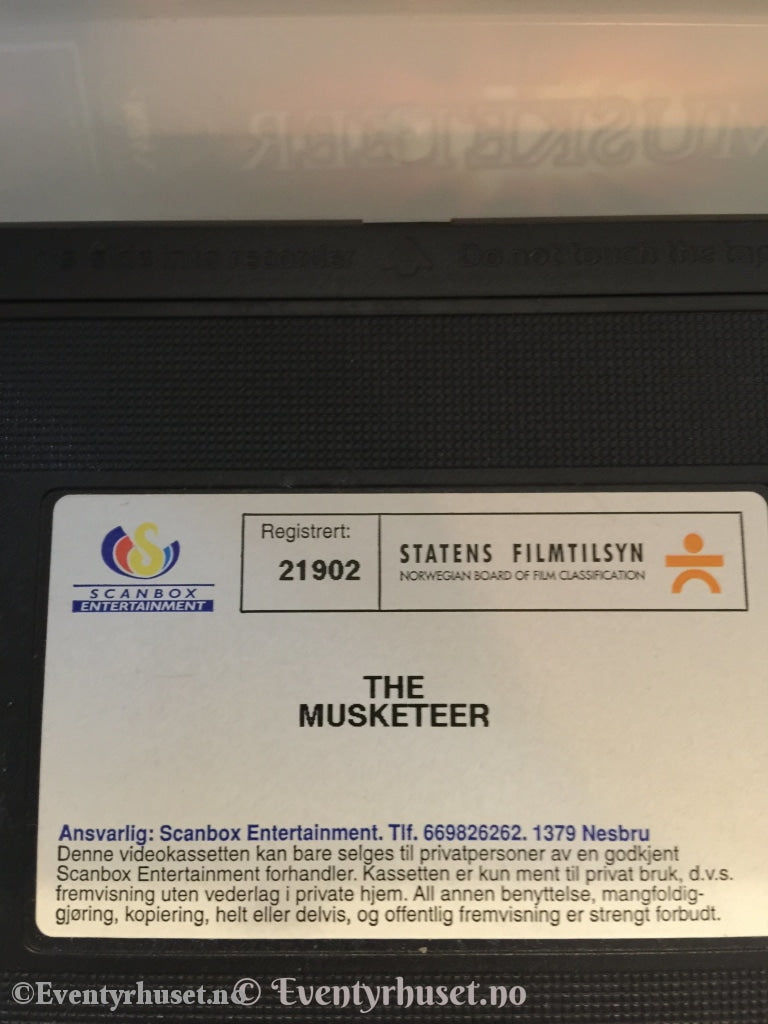 MUSKETEER
recorder Do not touch the tap
SCANBOX
ENTERTAINMENT
Registrert:
21902
STATENS FILMTILSYN
NORWEGIAN BOARD OF FILM CLASSIFICATION
THE
MUSKETEER
Ansvarlig: Scanbox Entertainment. Tlf. 669826262. 1379 Nesbru
Denne videokassetten kan bare selges til privatpersoner av en godkjent
Scanbox Entertainment forhandler. Kassetten er kun ment til privat bruk, d.v.s.
fremvisning uten vederlag i private hjem. All annen benyttelse, mangfoldig-
gjøring, kopiering, helt eller delvis, og offentlig fremvisning er strengt forbudt.
©Eventyrhuset.no © Eventyrhuset.no